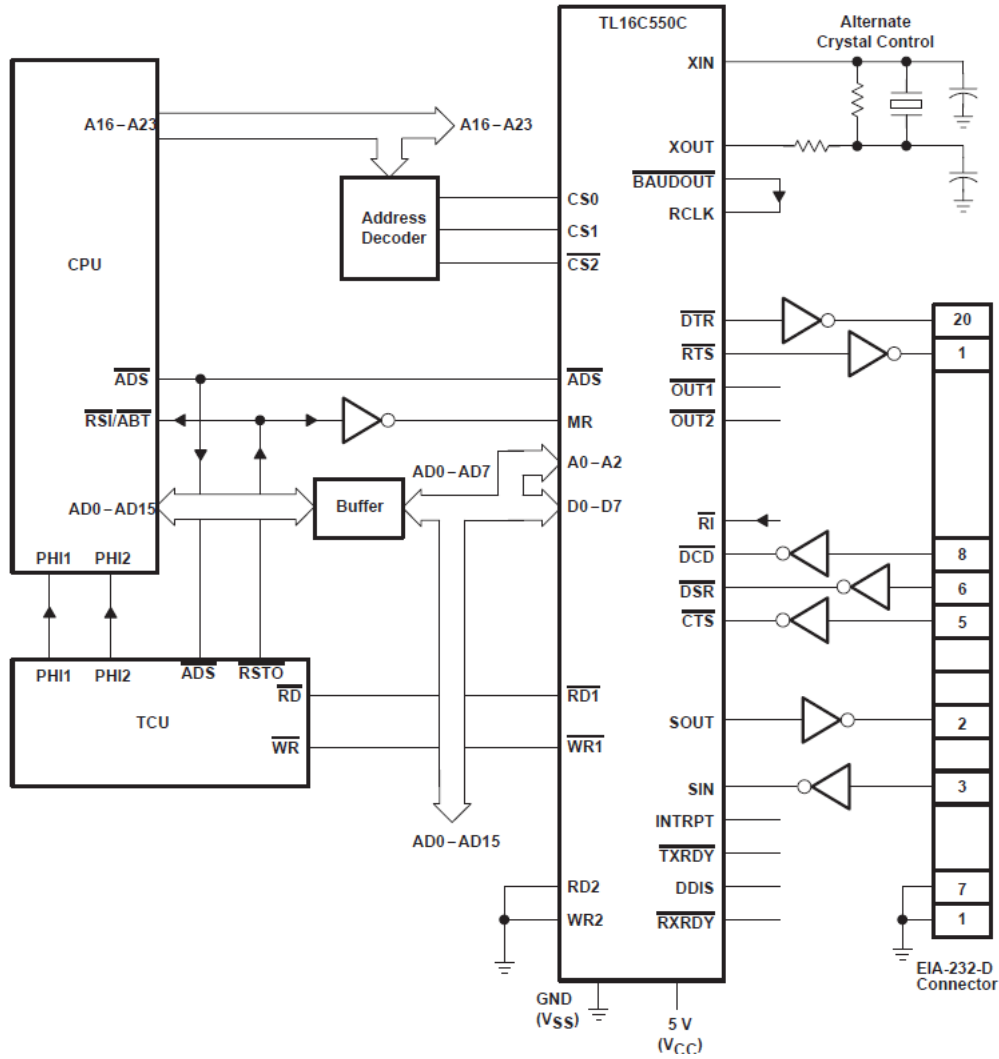 TL16C550C
Alternate
Crystal Control
XIN
A16–A23
A16–A23
XOUT
BAUDOUT
RCLK
Address
Decoder
CS0
CS1
CS2
CPU
DTR
20
RTS
1
ADS
ADS
OUT1
RSI/ABT
MR
OUT2
AD0–AD7
A0–A2
AD0–AD15
Buffer
D0–D7
RI
PHI1
PHI2
DCD
8
DSR
6
CTS
5
PHI1
PHI2
ADS
RSTO
RD
RD1
TCU
SOUT
2
WR
WR1
SIN
3
INTRPT
AD0–AD15
TXRDY
RD2
DDIS
7
WR2
RXRDY
1
EIA-232-D
Connector
GND
(VSS)
5 V
(VCC)